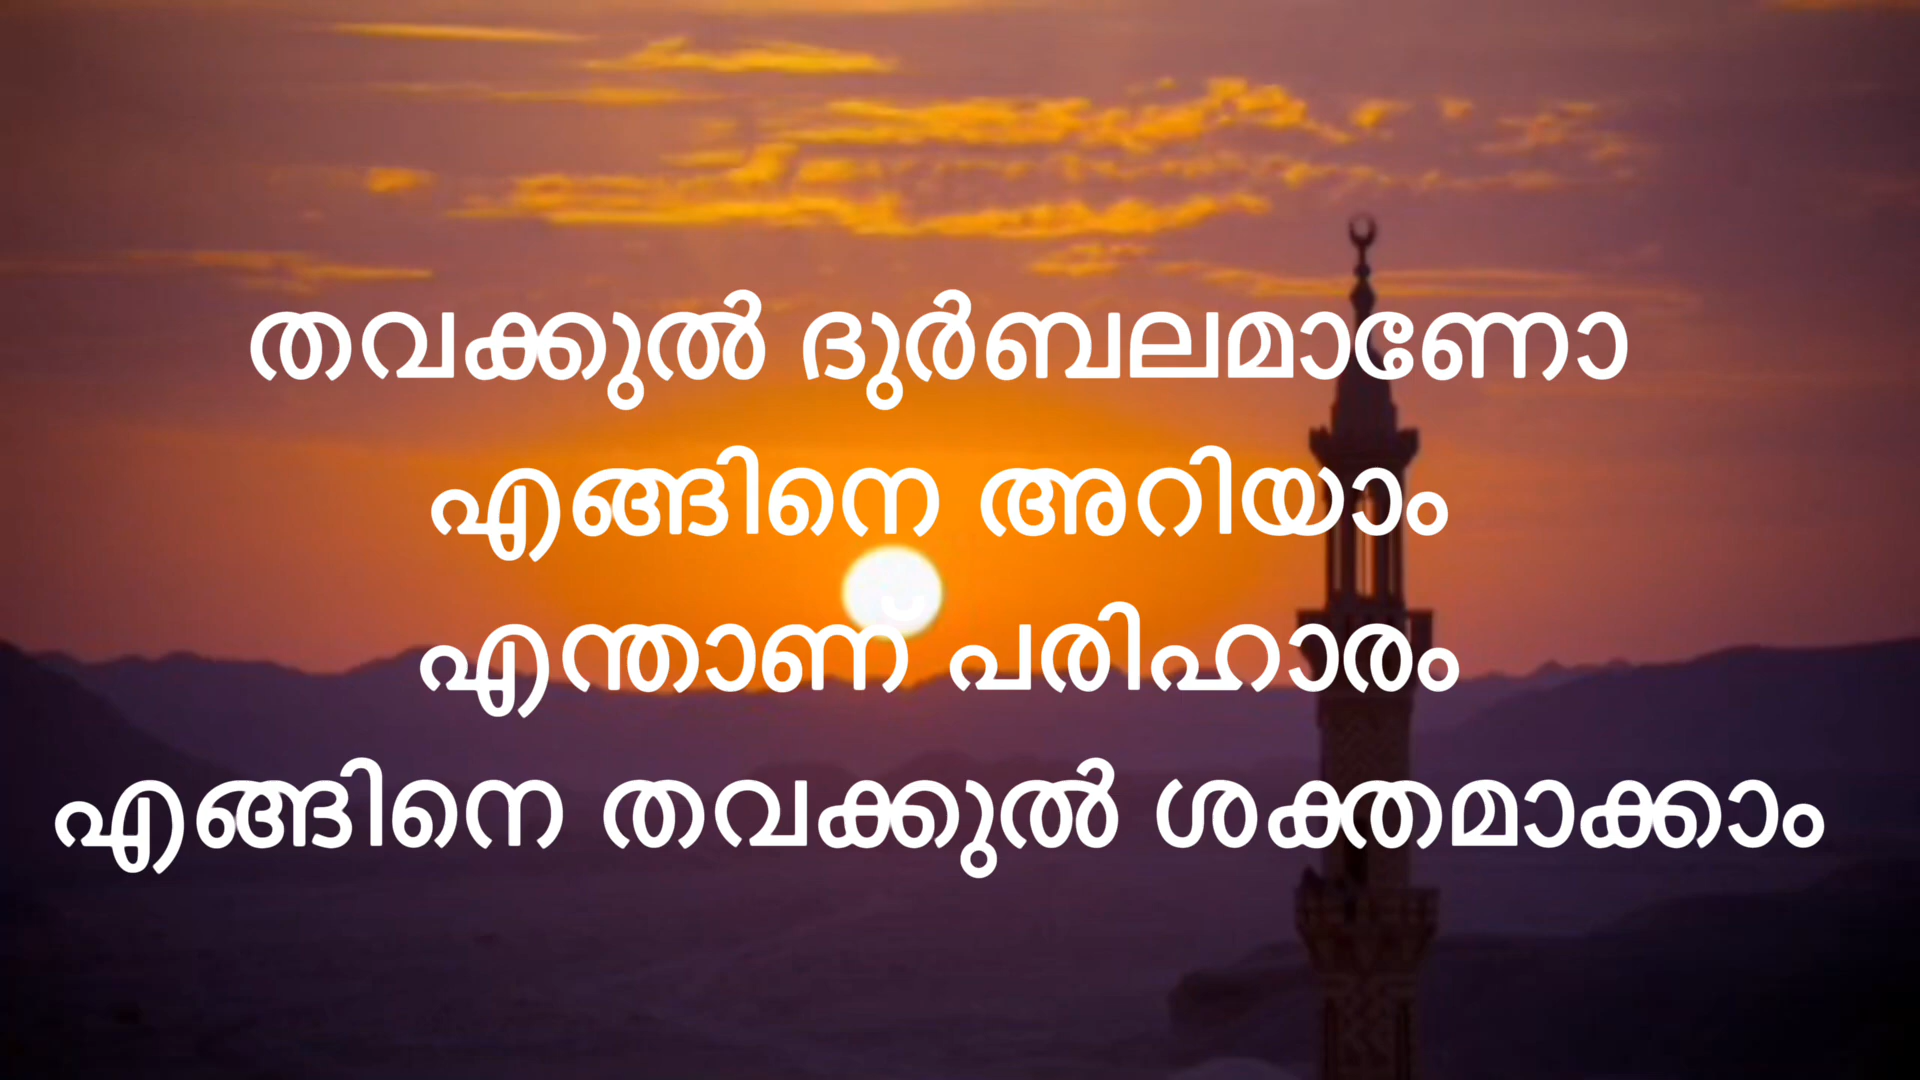 തവക്കുൽ ദുർബലമാണോ
എങ്ങിനെ അറിയാം
എന്താണ് പരിഹാരം
എങ്ങിനെ തവക്കുൽ ശക്തമാക്കാം